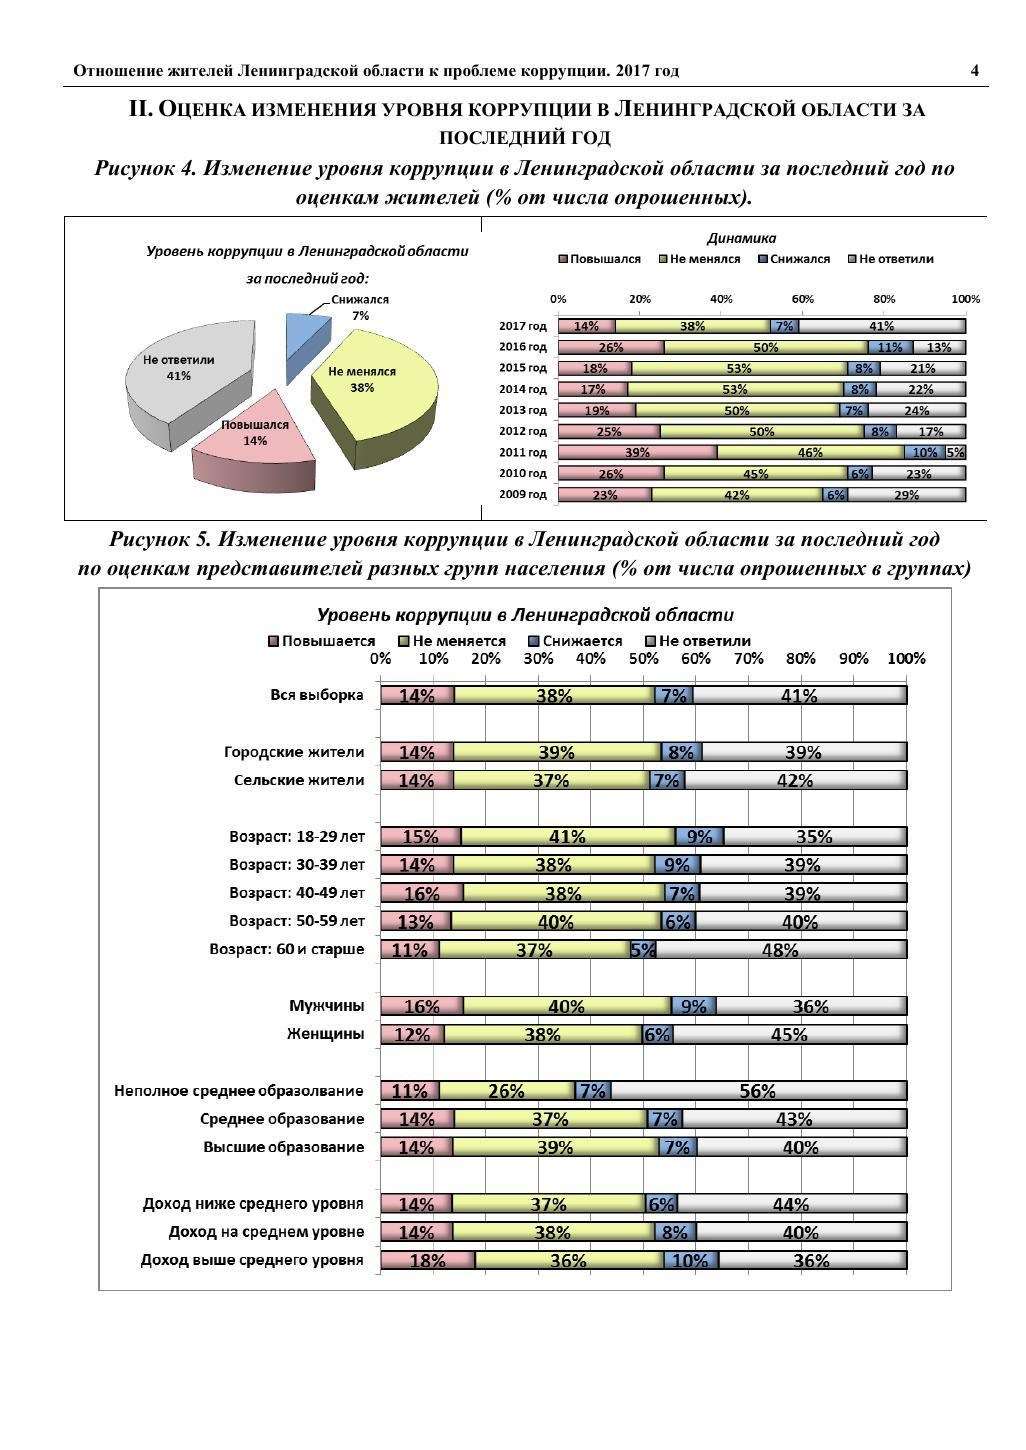 Отношение жителей Ленинградской области к проблеме коррупции. 2017 год 4
II. ОЦЕНКА ИЗМЕНЕНИЯ УРОВНЯ КОРРУПЦИИ В ЛЕНИНГРАДСКОЙ ОБЛАСТИ ЗА
ПОСЛЕДНИЙ ГОД
Рисунок 4. Изменение уровня коррупции в Ленинградской области за последний год по
оценкам жителей (% от числа опрошенных).
Уровень коррупции в Ленинградской области
за последний год:
Снижался
7%
Не ответили
41%
Не менялся
38%
Повышался
14%
Динамика
Повышался Не менялся Снижался Не ответили
0% 20% 40% 60% 80% 100%
2017 год 14% 38% 7% 41%
2016 год 26% 50% 11% 13%
2015 год 18% 53% 8% 21%
2014 год 17% 53% 8% 22%
2013 год 19% 50% 7% 24%
2012 год 25% 50% 8% 17%
2011 год 39% 46% 10% 5%
2010 год 26% 45% 6% 23%
2009 год 23% 42% 6% 29%
Рисунок 5. Изменение уровня коррупции в Ленинградской области за последний год
по оценкам представителей разных групп населения (% от числа опрошенных в группах)
Уровень коррупции в Ленинградской области
Повышается Не меняется Снижается Не ответили
0% 10% 20% 30% 40% 50% 60% 70% 80% 90% 100%
Вся выборка 14% 38% 7% 41%
Городские жители 14% 39% 8% 39%
Сельские жители 14% 37% 7% 42%
Возраст: 18-29 лет 15% 41% 9% 35%
Возраст: 30-39 лет 14% 38% 9% 39%
Возраст: 40-49 лет 16% 38% 7% 39%
Возраст: 50-59 лет 13% 40% 6% 40%
Возраст: 60 и старше 11% 37% 5% 48%
Мужчины 16% 40% 9% 36%
Женщины 12% 38% 6% 45%
Неполное среднее образолвание 11% 26% 7% 56%
Среднее образование 14% 37% 7% 43%
Высшие образование 14% 39% 7% 40%
Доход ниже среднего уровня 14% 37% 6% 44%
Доход на среднем уровне 14% 38% 8% 40%
Доход выше среднего уровня 18% 36% 10% 36%